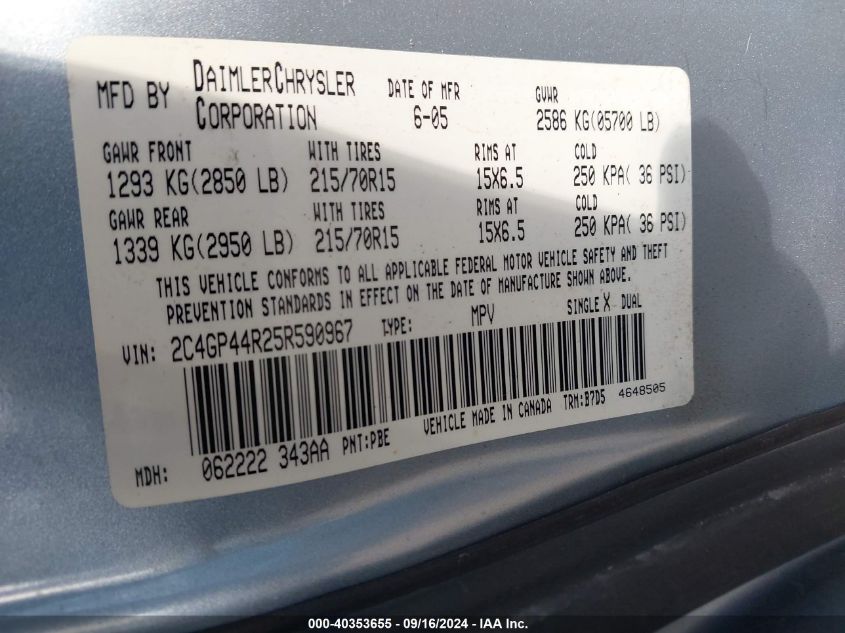 MFD BY DAIMLERCHRYSLER CORPORATION DATE OF MFR 6-05 GVWR 2586 KG(05700 LB)
GAWR FRONT WITH TIRES RIMS AT COLD
1293 KG(2850 LB) 215/70R15 15X6.5 250 KPA( 36 PSI)
GAWR REAR WITH TIRES RIMS AT COLD
1339 KG(2950 LB) 215/70R15 15X6.5 250 KPA( 36 PSI)
THIS VEHICLE CONFORMS TO ALL APPLICABLE FEDERAL MOTOR VEHICLE SAFETY AND THEFT
PREVENTION STANDARDS IN EFFECT ON THE DATE OF MANUFACTURE SHOWN ABOVE.
VIN: 2C4GP44R25R590967 TYPE: MPV SINGLE X DUAL
MDH: 062222 343AA PNT:PBE VEHICLE MADE IN CANADA TRM:B7D5 4648505
000-40353655 - 09/16/2024 - IAA Inc.